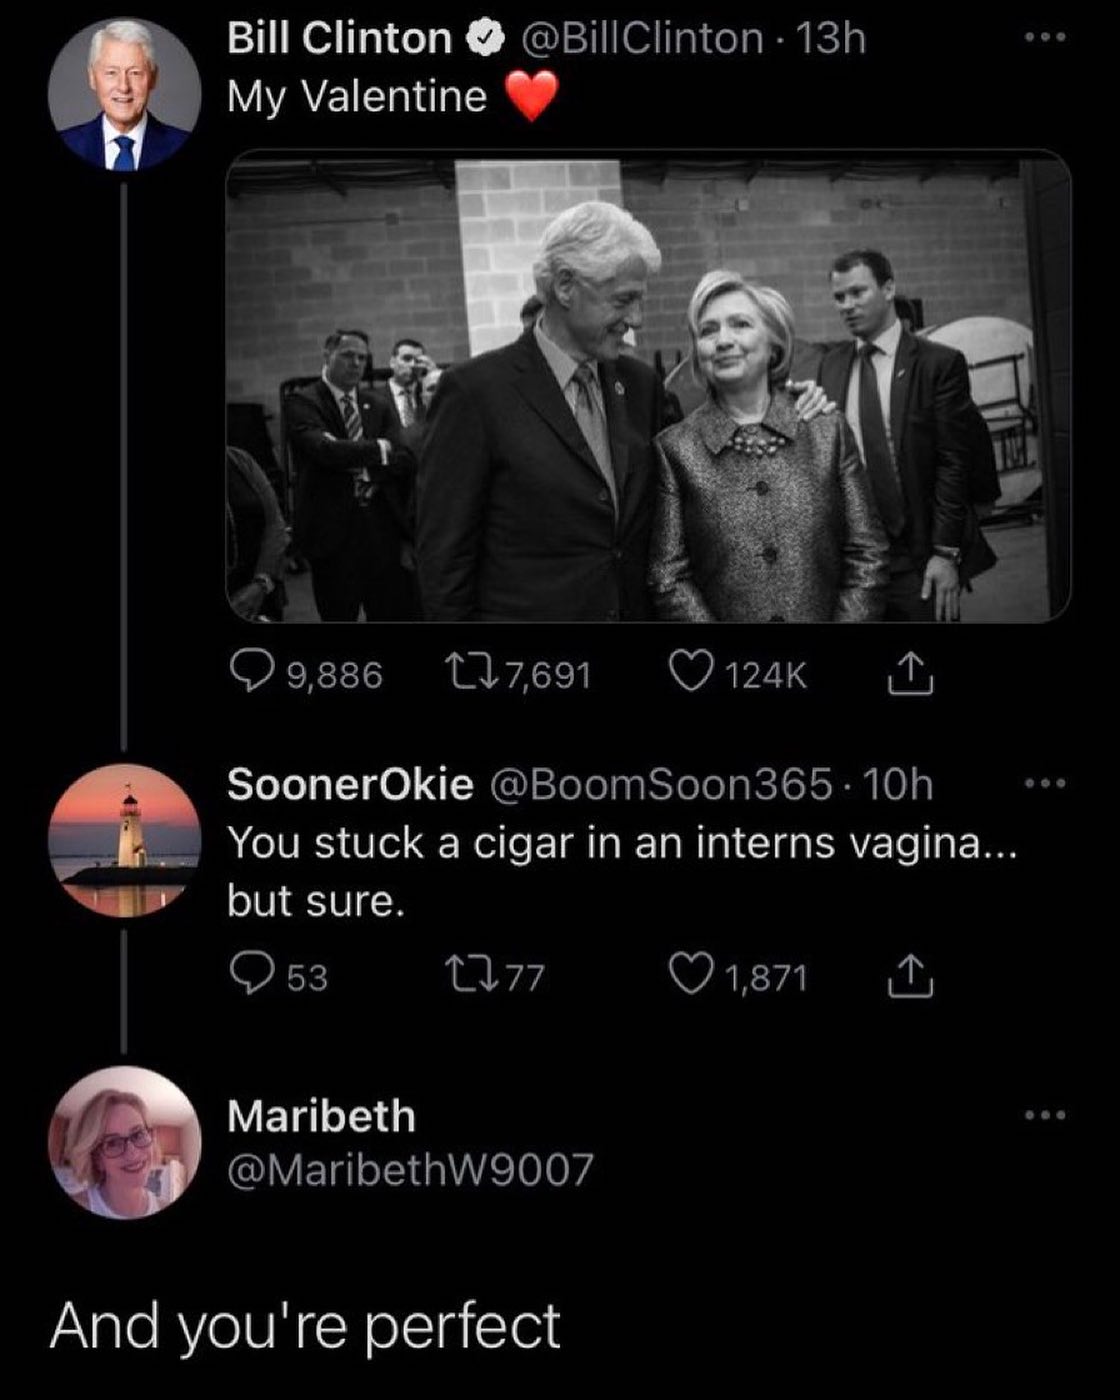 Bill Clinton @BillClinton · 13h
My Valentine ❤️
9,886 7,691 124K
SoonerOkie @BoomSoon365 · 10h
You stuck a cigar in an interns vagina...
but sure.
53 77 1,871
Maribeth
@MaribethW9007
And you're perfect